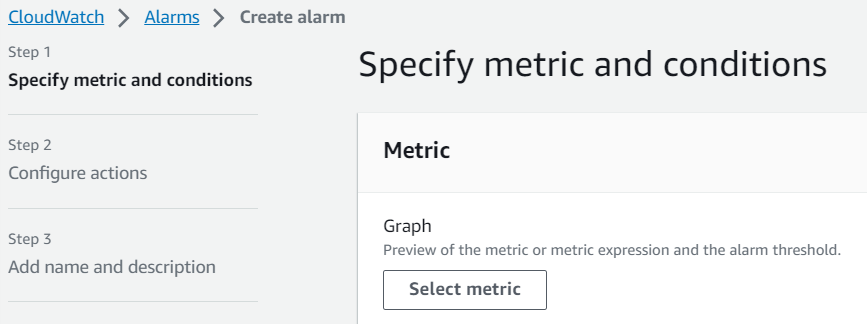 CloudWatch > Alarms > Create alarm
Step 1
Specify metric and conditions
Step 2
Configure actions
Step 3
Add name and description
Specify metric and conditions
Metric
Graph
Preview of the metric or metric expression and the alarm threshold.
Select metric